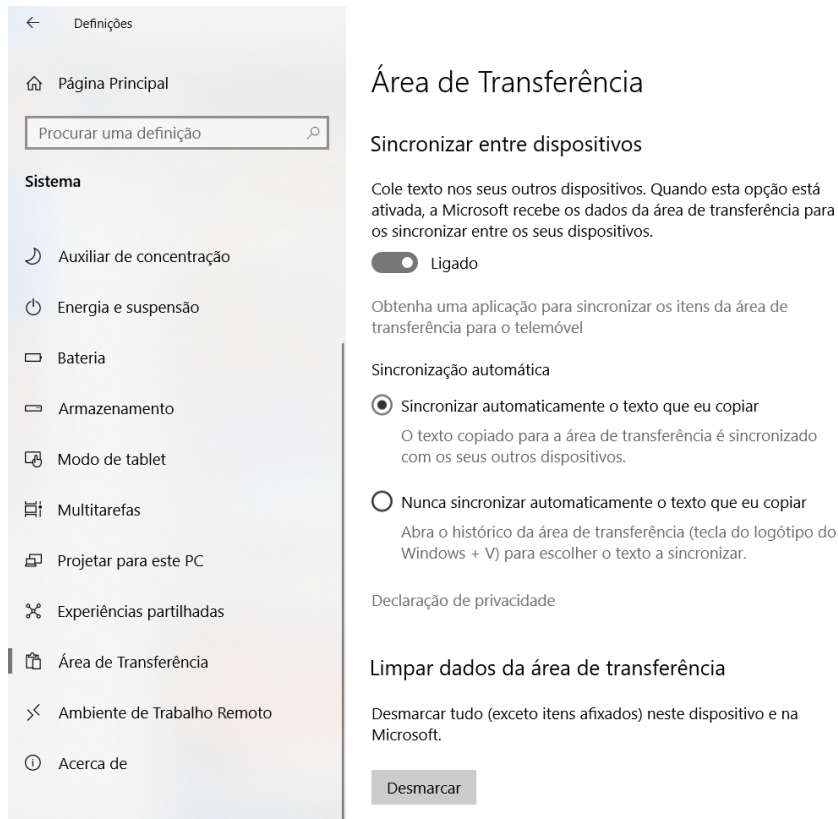 Definições
Página Principal
Procurar uma definição
Sistema
Auxiliar de concentração
Energia e suspensão
Bateria
Armazenamento
Modo de tablet
Multitarefas
Projetar para este PC
Experiências partilhadas
Área de Transferência
Ambiente de Trabalho Remoto
Acerca de
Área de Transferência
Sincronizar entre dispositivos
Cole texto nos seus outros dispositivos. Quando esta opção está
ativada, a Microsoft recebe os dados da área de transferência para
os sincronizar entre os seus dispositivos.
Ligado
Obtenha uma aplicação para sincronizar os itens da área de
transferência para o telemóvel
Sincronização automática
Sincronizar automaticamente o texto que eu copiar
O texto copiado para a área de transferência é sincronizado
com os seus outros dispositivos.
Nunca sincronizar automaticamente o texto que eu copiar
Abra o histórico da área de transferência (tecla do logótipo do
Windows + V) para escolher o texto a sincronizar.
Declaração de privacidade
Limpar dados da área de transferência
Desmarcar tudo (exceto itens afixados) neste dispositivo e na
Microsoft.
Desmarcar